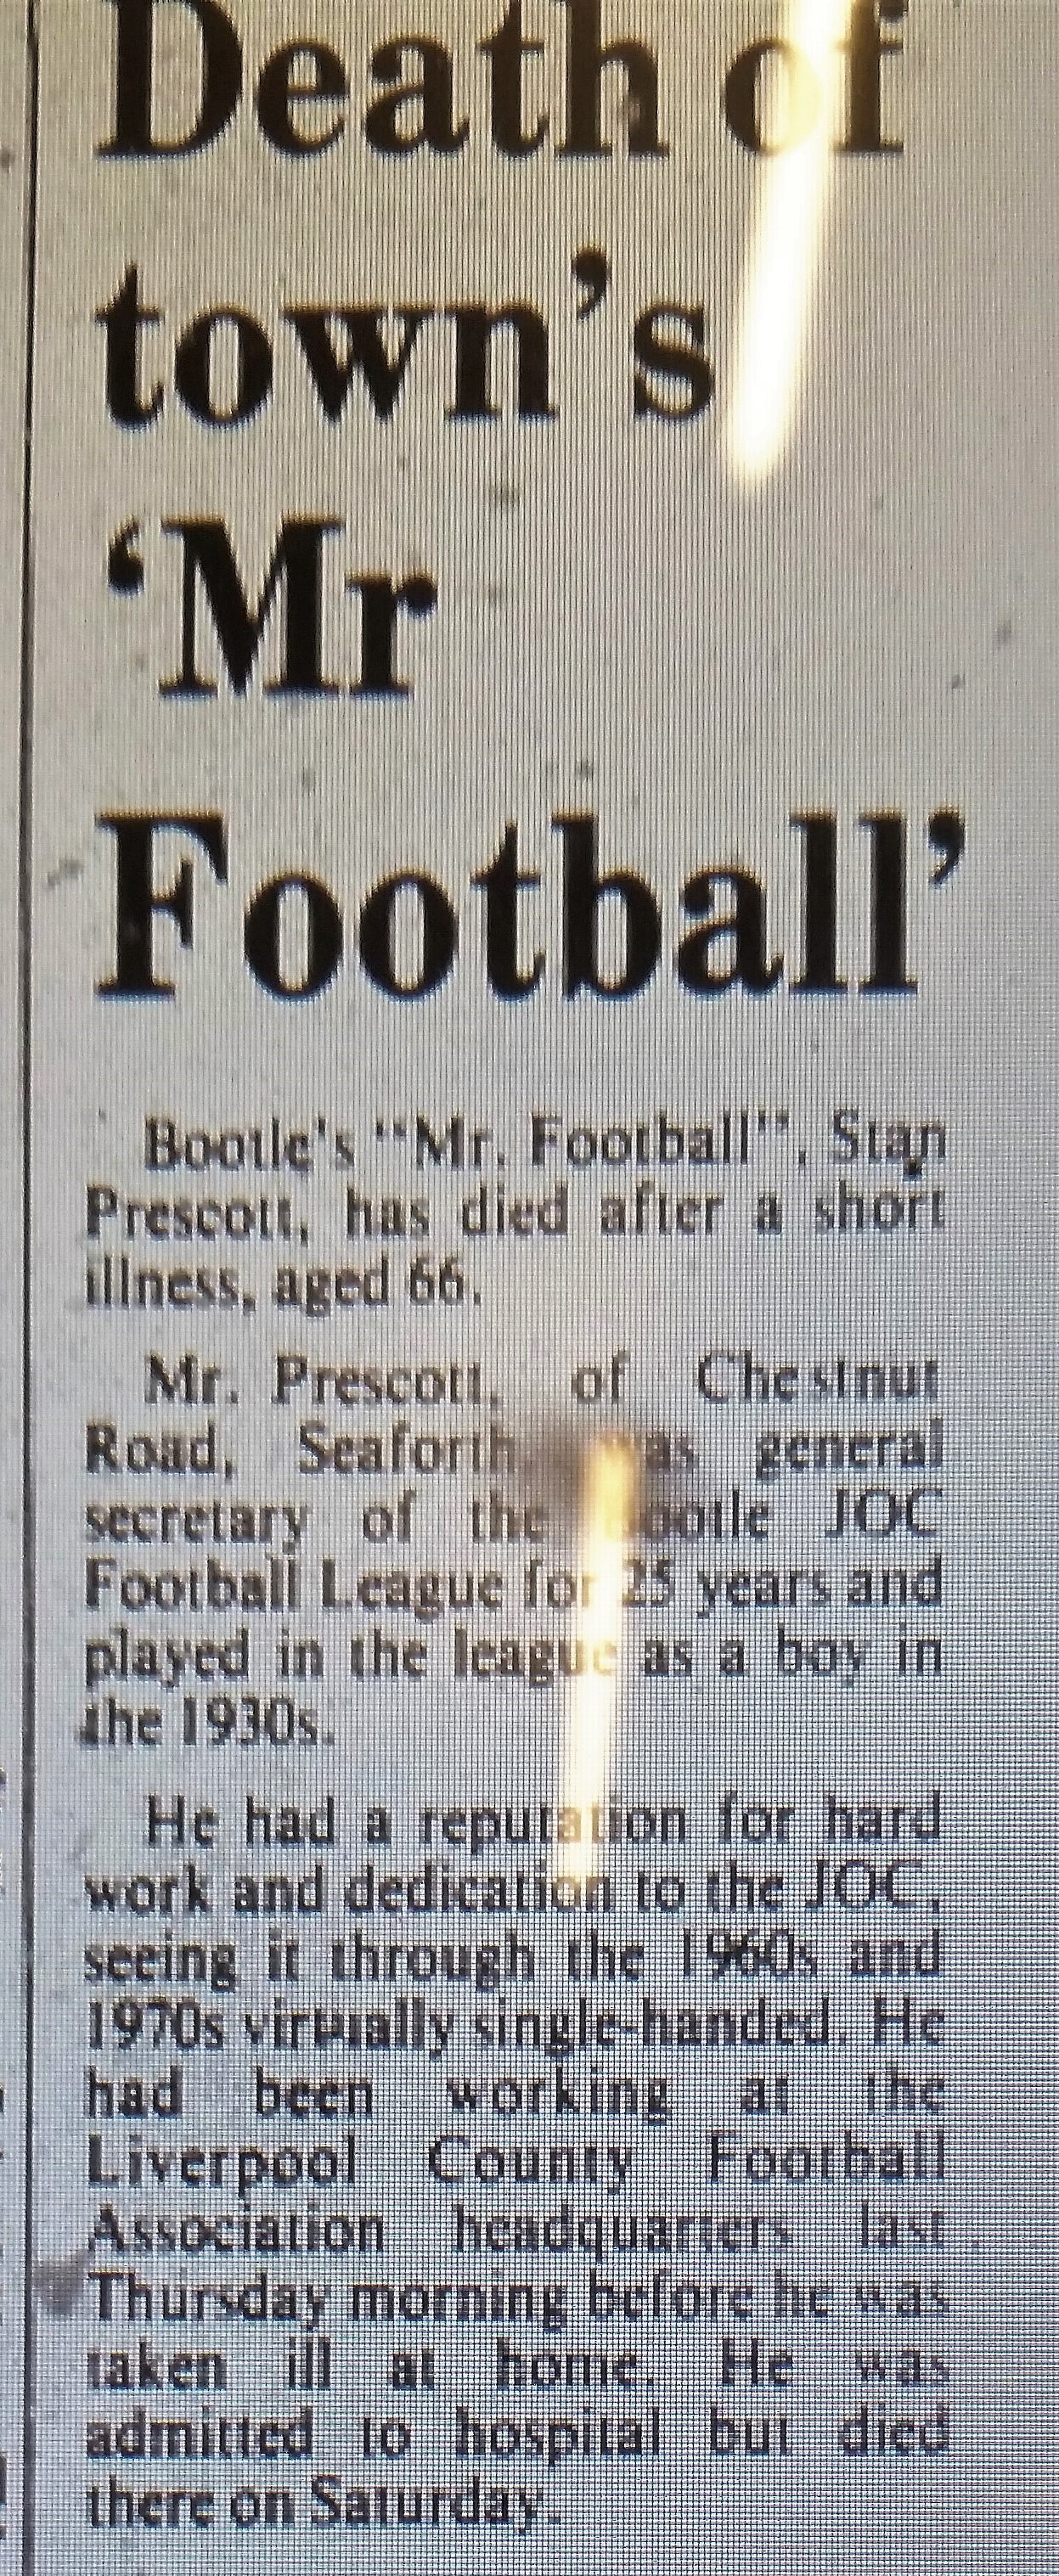 Death of
town's
‘Mr
Football’
Bootle's "Mr. Football", Stan
Prescott, has died after a short
illness, aged 66.
Mr. Prescott, of Chestnut
Road, Seaforth was general
secretary of the Bootle JOC
Football League for 25 years and
played in the league as a boy in
the 1930s.
He had a reputation for hard
work and dedication to the JOC,
seeing it through the 1960s and
1970s virtually single-handed. He
had been working at the
Liverpool County Football
Association headquarters last
Thursday morning before he was
taken ill at home. He was
admitted to hospital but died
there on Saturday.